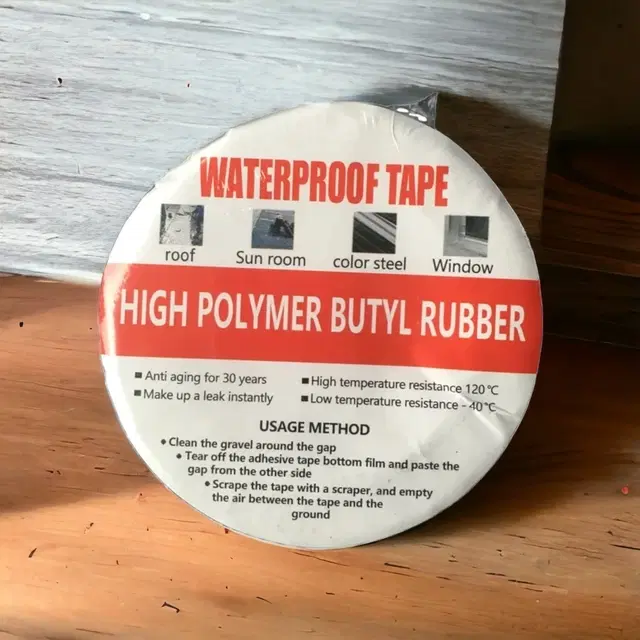 WATERPROOF TAPE
roof Sun room color steel Window
HIGH POLYMER BUTYL RUBBER
■ Anti aging for 30 years ■ High temperature resistance 120℃
■ Make up a leak instantly ■ Low temperature resistance - 40℃
USAGE METHOD
• Clean the gravel around the gap
• Tear off the adhesive tape bottom film and paste the
gap from the other side
• Scrape the tape with a scraper, and empty
the air between the tape and the
ground